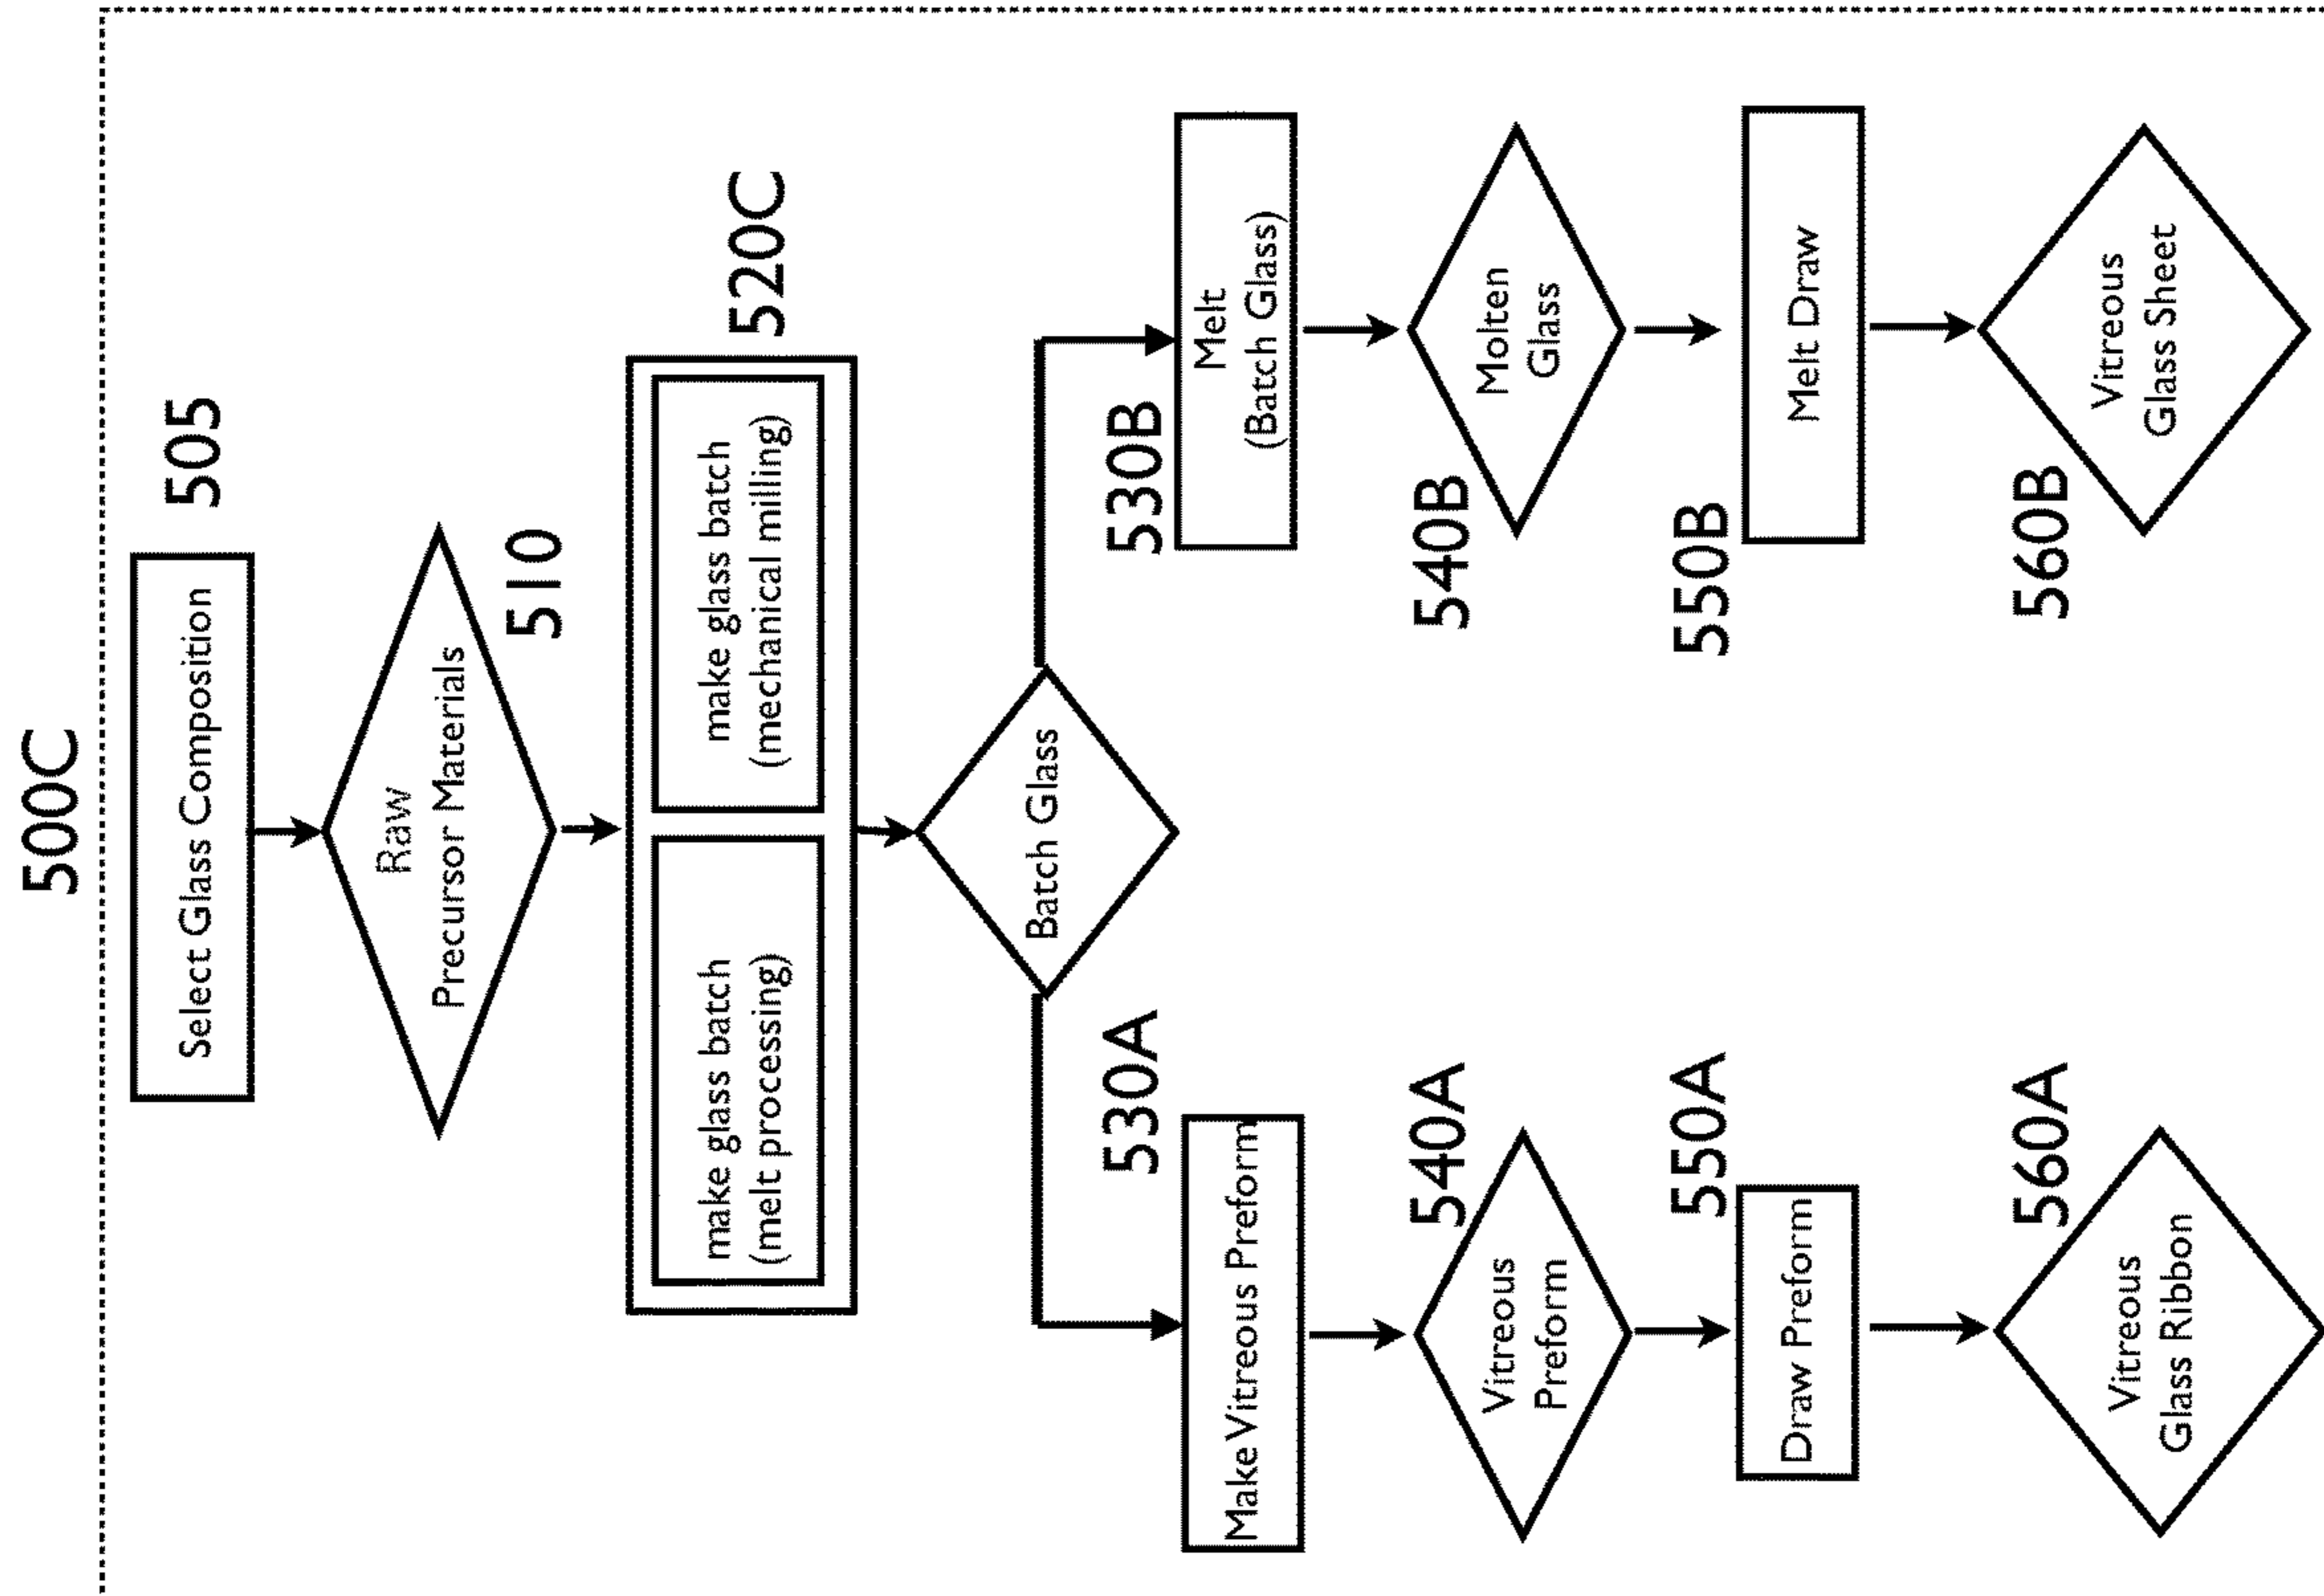 500C
Select Glass Composition
505
Raw
Precursor Materials
510
520C
make glass batch
(melt processing)
make glass batch
(mechanical milling)
Batch Glass
530A
Make Vitreous Preform
530B
Melt
(Batch Glass)
540A
Vitreous
Preform
540B
Molten
Glass
550A
Draw Preform
550B
Melt Draw
560A
Vitreous
Glass Ribbon
560B
Vitreous
Glass Sheet